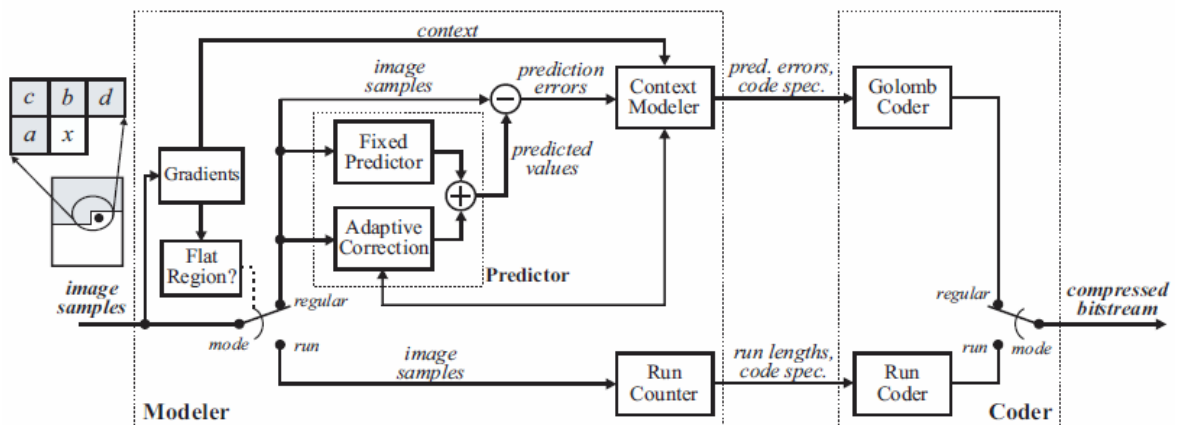 context
image
samples
prediction
errors
pred. errors,
code spec.
c b d
a x
Context
Modeler
Golomb
Coder
Fixed
Predictor
predicted
values
Gradients
Adaptive
Correction
Flat
Region?
Predictor
image
samples
regular
mode
run
regular
run
mode
compressed
bitstream
image
samples
run lengths,
code spec.
Run
Counter
Run
Coder
Modeler
Coder